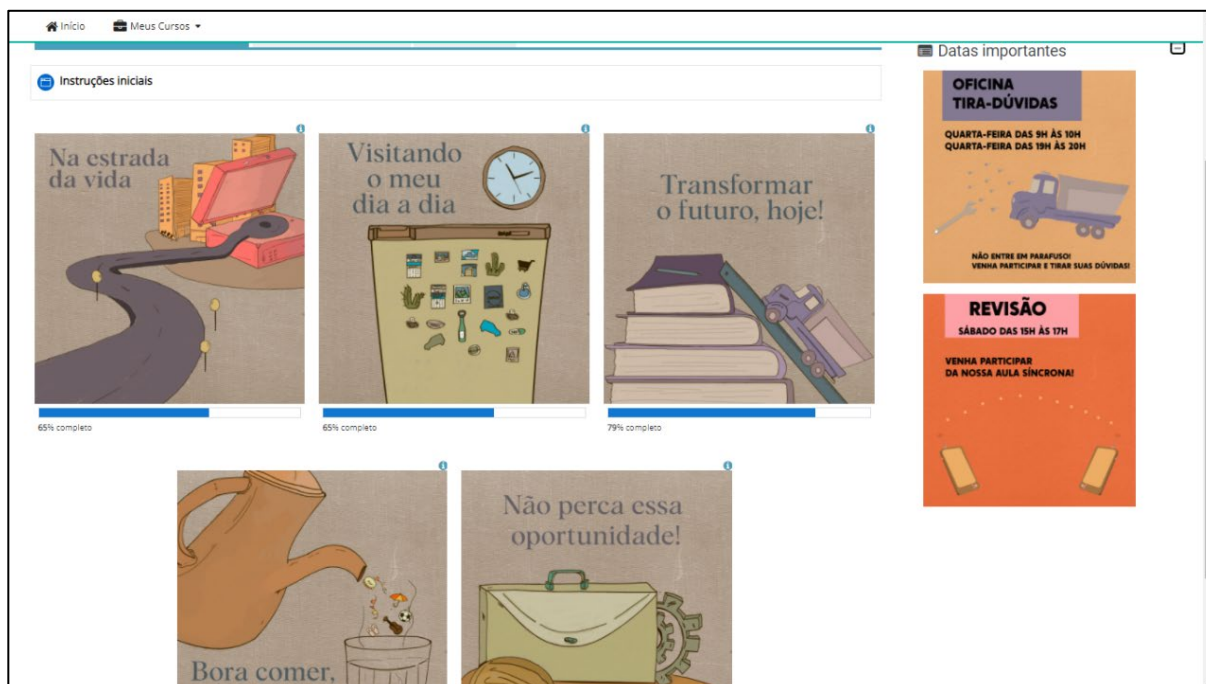 Início
Meus Cursos
Instruções iniciais
Na estrada
da vida
65% completo
Visitando
o meu
dia a dia
65% completo
Transformar
o futuro, hoje!
79% completo
Bora comer,
Não perca essa
oportunidade!
Datas importantes
OFICINA
TIRA-DÚVIDAS
QUARTA-FEIRA DAS 9H ÀS 10H
QUARTA-FEIRA DAS 19H ÀS 20H
NÃO ENTRE EM PARAFUSO!
VENHA PARTICIPAR E TIRAR SUAS DÚVIDAS!
REVISÃO
SÁBADO DAS 15H ÀS 17H
VENHA PARTICIPAR
DA NOSSA AULA SÍNCRONA!